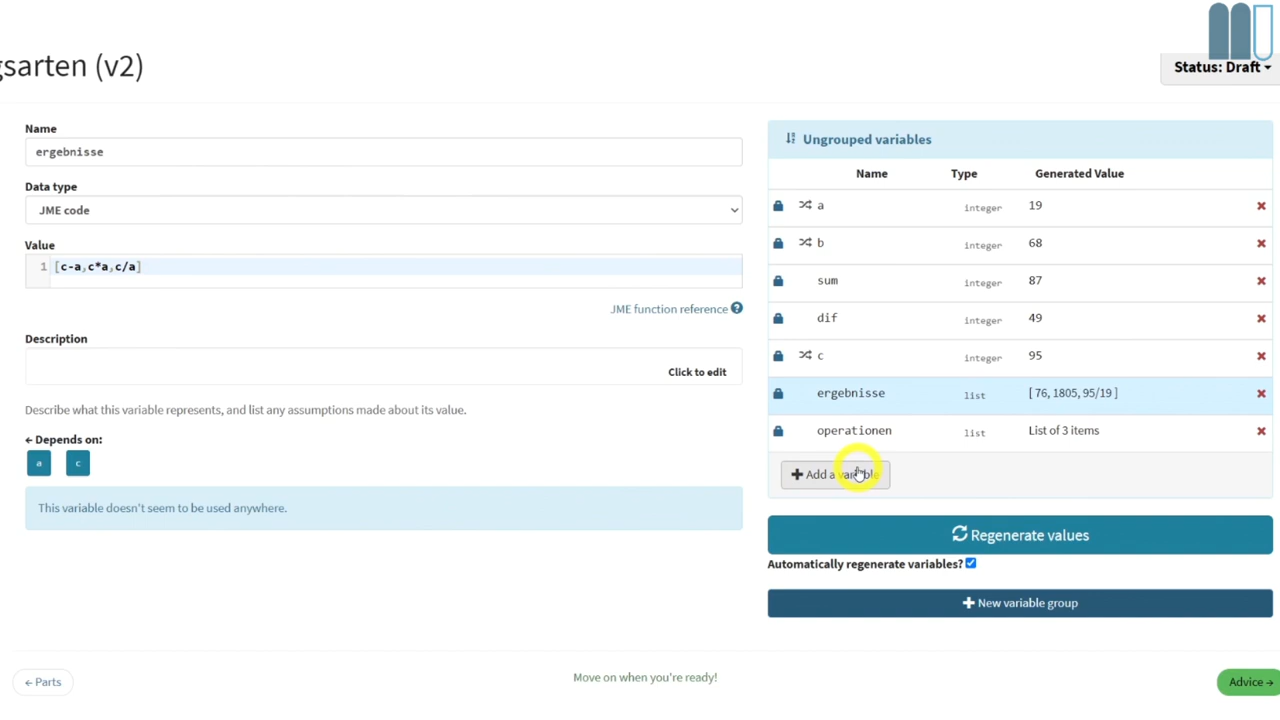 gsarten (v2)
Status: Draft
Name
ergebnisse
Data type
JME code
Value
1 [c-a,c*a,c/a]
JME function reference
Description
Click to edit
Describe what this variable represents, and list any assumptions made about its value.
← Depends on:
a c
This variable doesn't seem to be used anywhere.
Ungrouped variables
Name Type Generated Value
a integer 19
b integer 68
sum integer 87
dif integer 49
c integer 95
ergebnisse list [ 76, 1805, 95/19 ]
operationen list List of 3 items
Add a variable
Regenerate values
Automatically regenerate variables?
New variable group
← Parts
Move on when you're ready!
Advice →